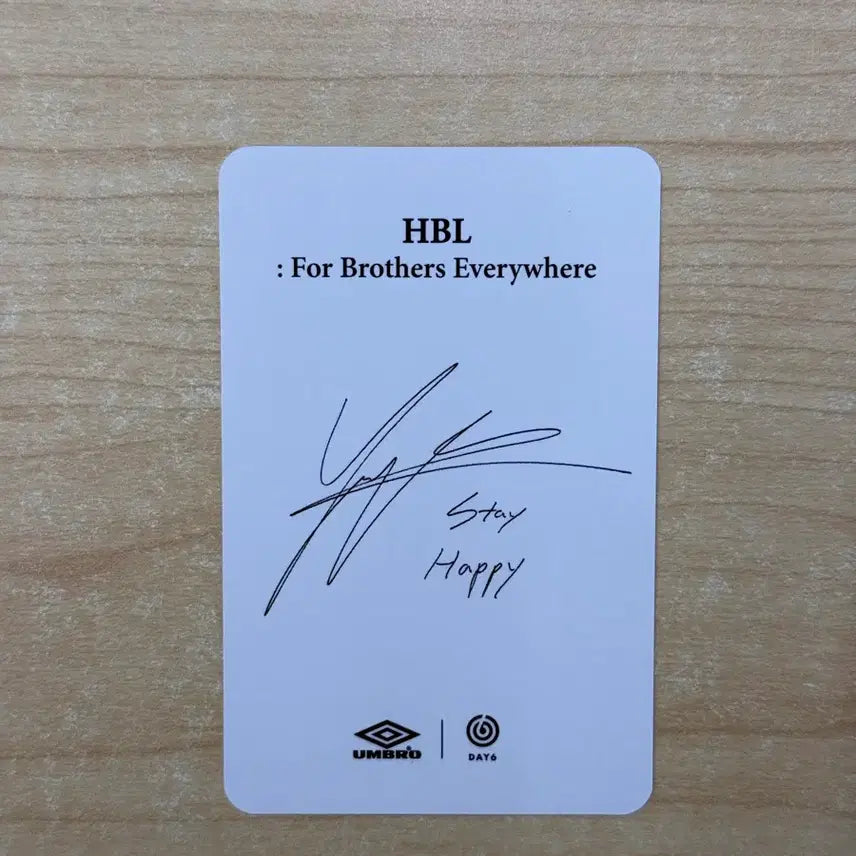 HBL
: For Brothers Everywhere
Stay
Happy
UMBRO
DAY6